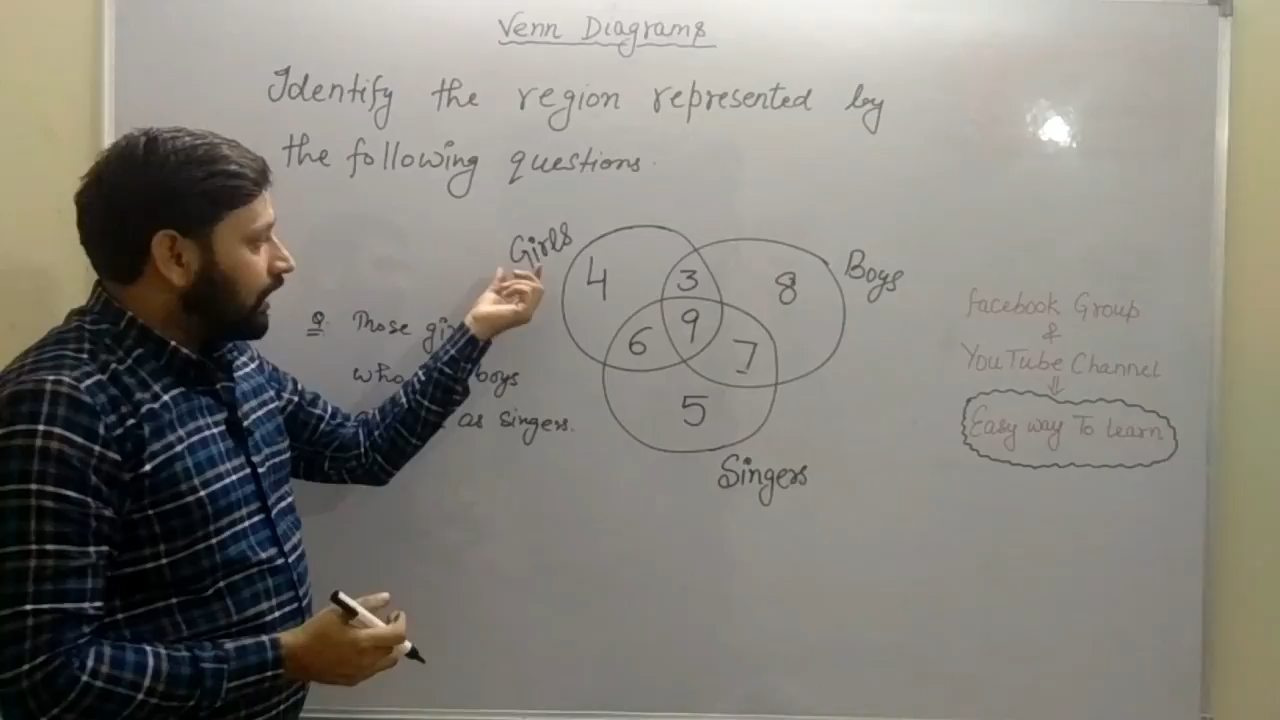 Venn Diagrams
Identify the region represented by
the following questions.
Girls
Boys
4
3
8
9
6
7
5
Singers
Q. Those
who boys
as singers.
facebook Group
&
YouTube Channel
⇓
Easy way To Learn